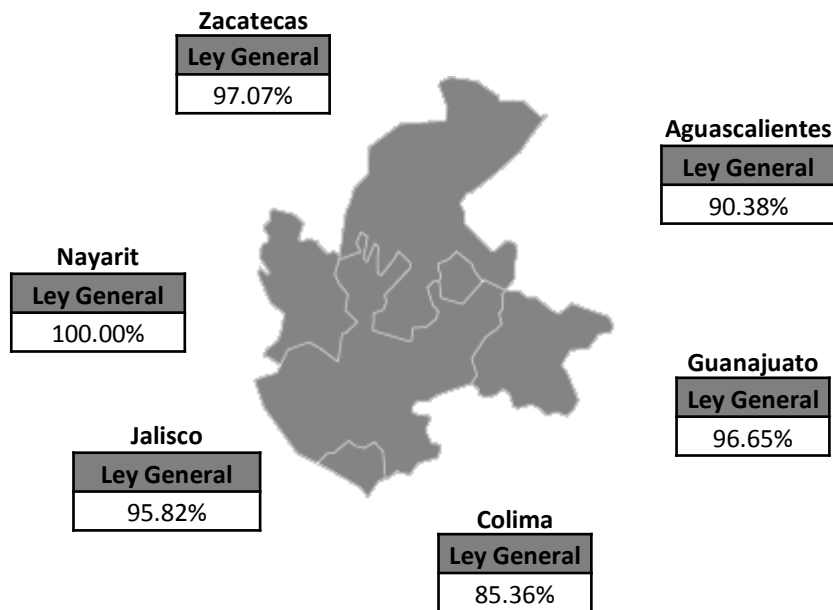 Zacatecas
Ley General
97.07%
Aguascalientes
Ley General
90.38%
Nayarit
Ley General
100.00%
Guanajuato
Ley General
96.65%
Jalisco
Ley General
95.82%
Colima
Ley General
85.36%